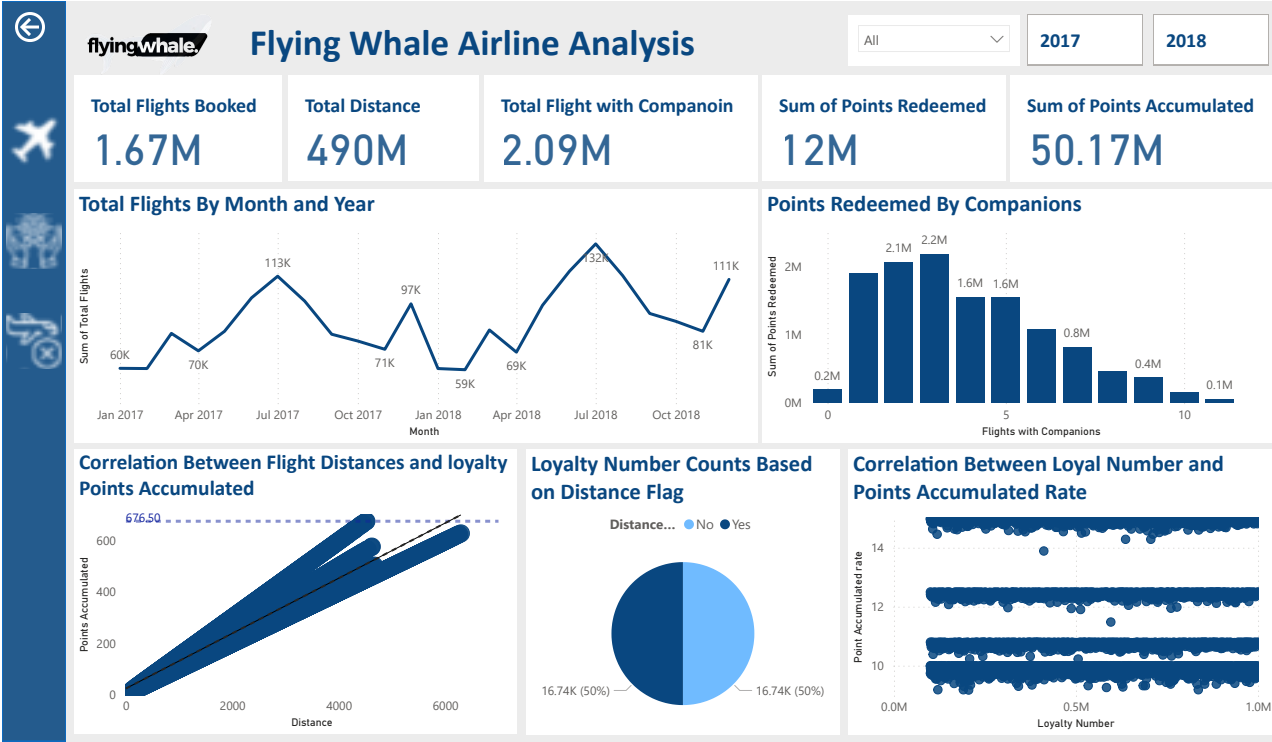 flyingwhale.
Flying Whale Airline Analysis
All
2017
2018
Total Flights Booked
1.67M
Total Distance
490M
Total Flight with Companoin
2.09M
Sum of Points Redeemed
12M
Sum of Points Accumulated
50.17M
Total Flights By Month and Year
Sum of Total Flights
60K
70K
113K
71K
97K
59K
69K
132K
81K
111K
Jan 2017
Apr 2017
Jul 2017
Oct 2017
Jan 2018
Apr 2018
Jul 2018
Oct 2018
Month
Points Redeemed By Companions
Sum of Points Redeemed
2M
1M
0M
0.2M
2.1M
2.2M
1.6M
1.6M
0.8M
0.4M
0.1M
0
5
10
Flights with Companions
Correlation Between Flight Distances and loyalty
Points Accumulated
676.50
Points Accumulated
600
400
200
0
0
2000
4000
6000
Distance
Loyalty Number Counts Based
on Distance Flag
Distance... No Yes
16.74K (50%)
16.74K (50%)
Correlation Between Loyal Number and
Points Accumulated Rate
Point Accumulated rate
14
12
10
0.0M
0.5M
1.0M
Loyalty Number